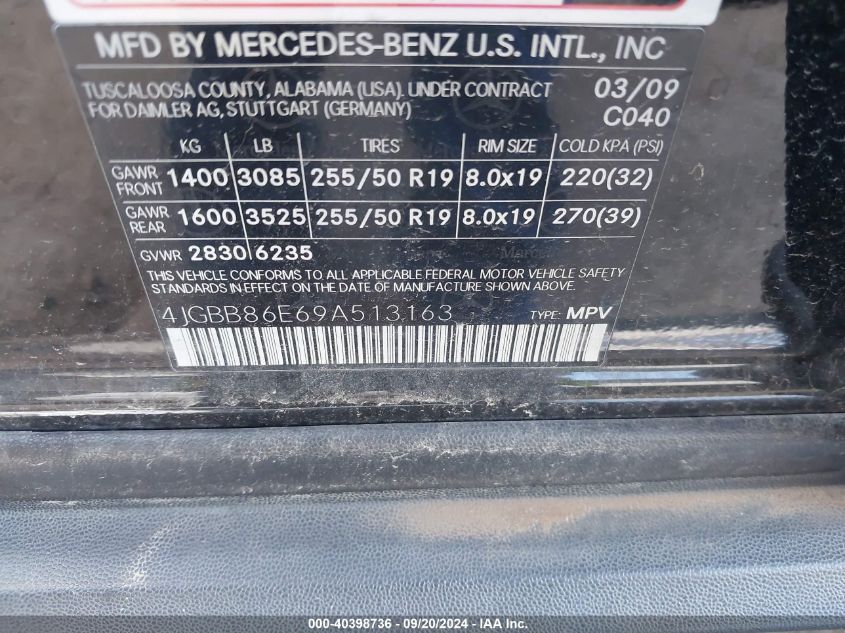 MFD BY MERCEDES-BENZ U.S. INTL., INC
TUSCALOOSA COUNTY, ALABAMA (USA). UNDER CONTRACT 03/09
FOR DAIMLER AG, STUTTGART (GERMANY) C040
KG LB TIRES RIM SIZE COLD KPA (PSI)
GAWR FRONT 1400 3085 255/50 R19 8.0x19 220(32)
GAWR REAR 1600 3525 255/50 R19 8.0x19 270(39)
GVWR 2830 6235
THIS VEHICLE CONFORMS TO ALL APPLICABLE FEDERAL MOTOR VEHICLE SAFETY
STANDARDS IN EFFECT ON THE DATE OF MANUFACTURE SHOWN ABOVE.
4JGBB86E69A513163 TYPE: MPV
000-40398736 - 09/20/2024 - IAAI.com